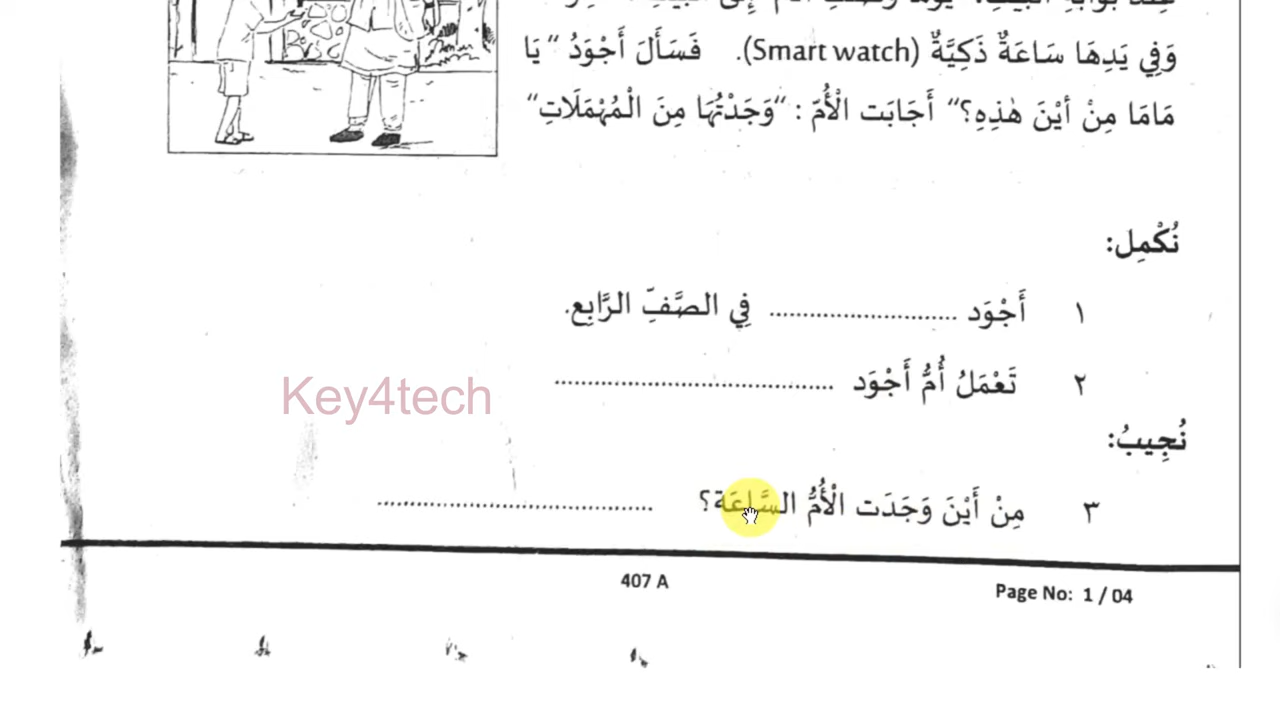 وَفِي يَدِهَا سَاعَةٌ ذَكِيَّةٌ (Smart watch). فَسَأَلَ أَجْوَدُ "يَا
مَامَا مِنْ أَيْنَ هٰذِهِ؟" أَجَابَت الْأُمّ : "وَجَدْتُهَا مِنَ الْمُهْمَلَاتِ"
نُكْمِل:
١ أَجْوَد ............................ فِي الصَّفِّ الرَّابِع.
٢ تَعْمَلُ أُمُّ أَجْوَد ..........................................
Key4tech
نُجِيبُ:
٣ مِنْ أَيْنَ وَجَدَت الْأُمُّ السَّاعَة؟ .........................................
407 A
Page No: 1 / 04